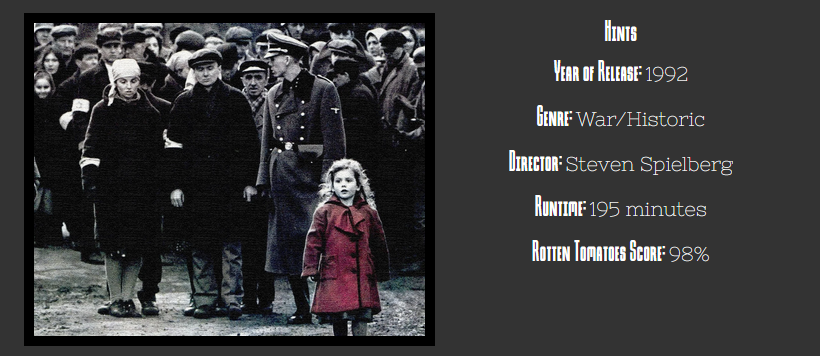 Hints
Year of Release: 1992
Genre: War/Historic
Director: Steven Spielberg
Runtime: 195 minutes
Rotten Tomatoes Score: 98%